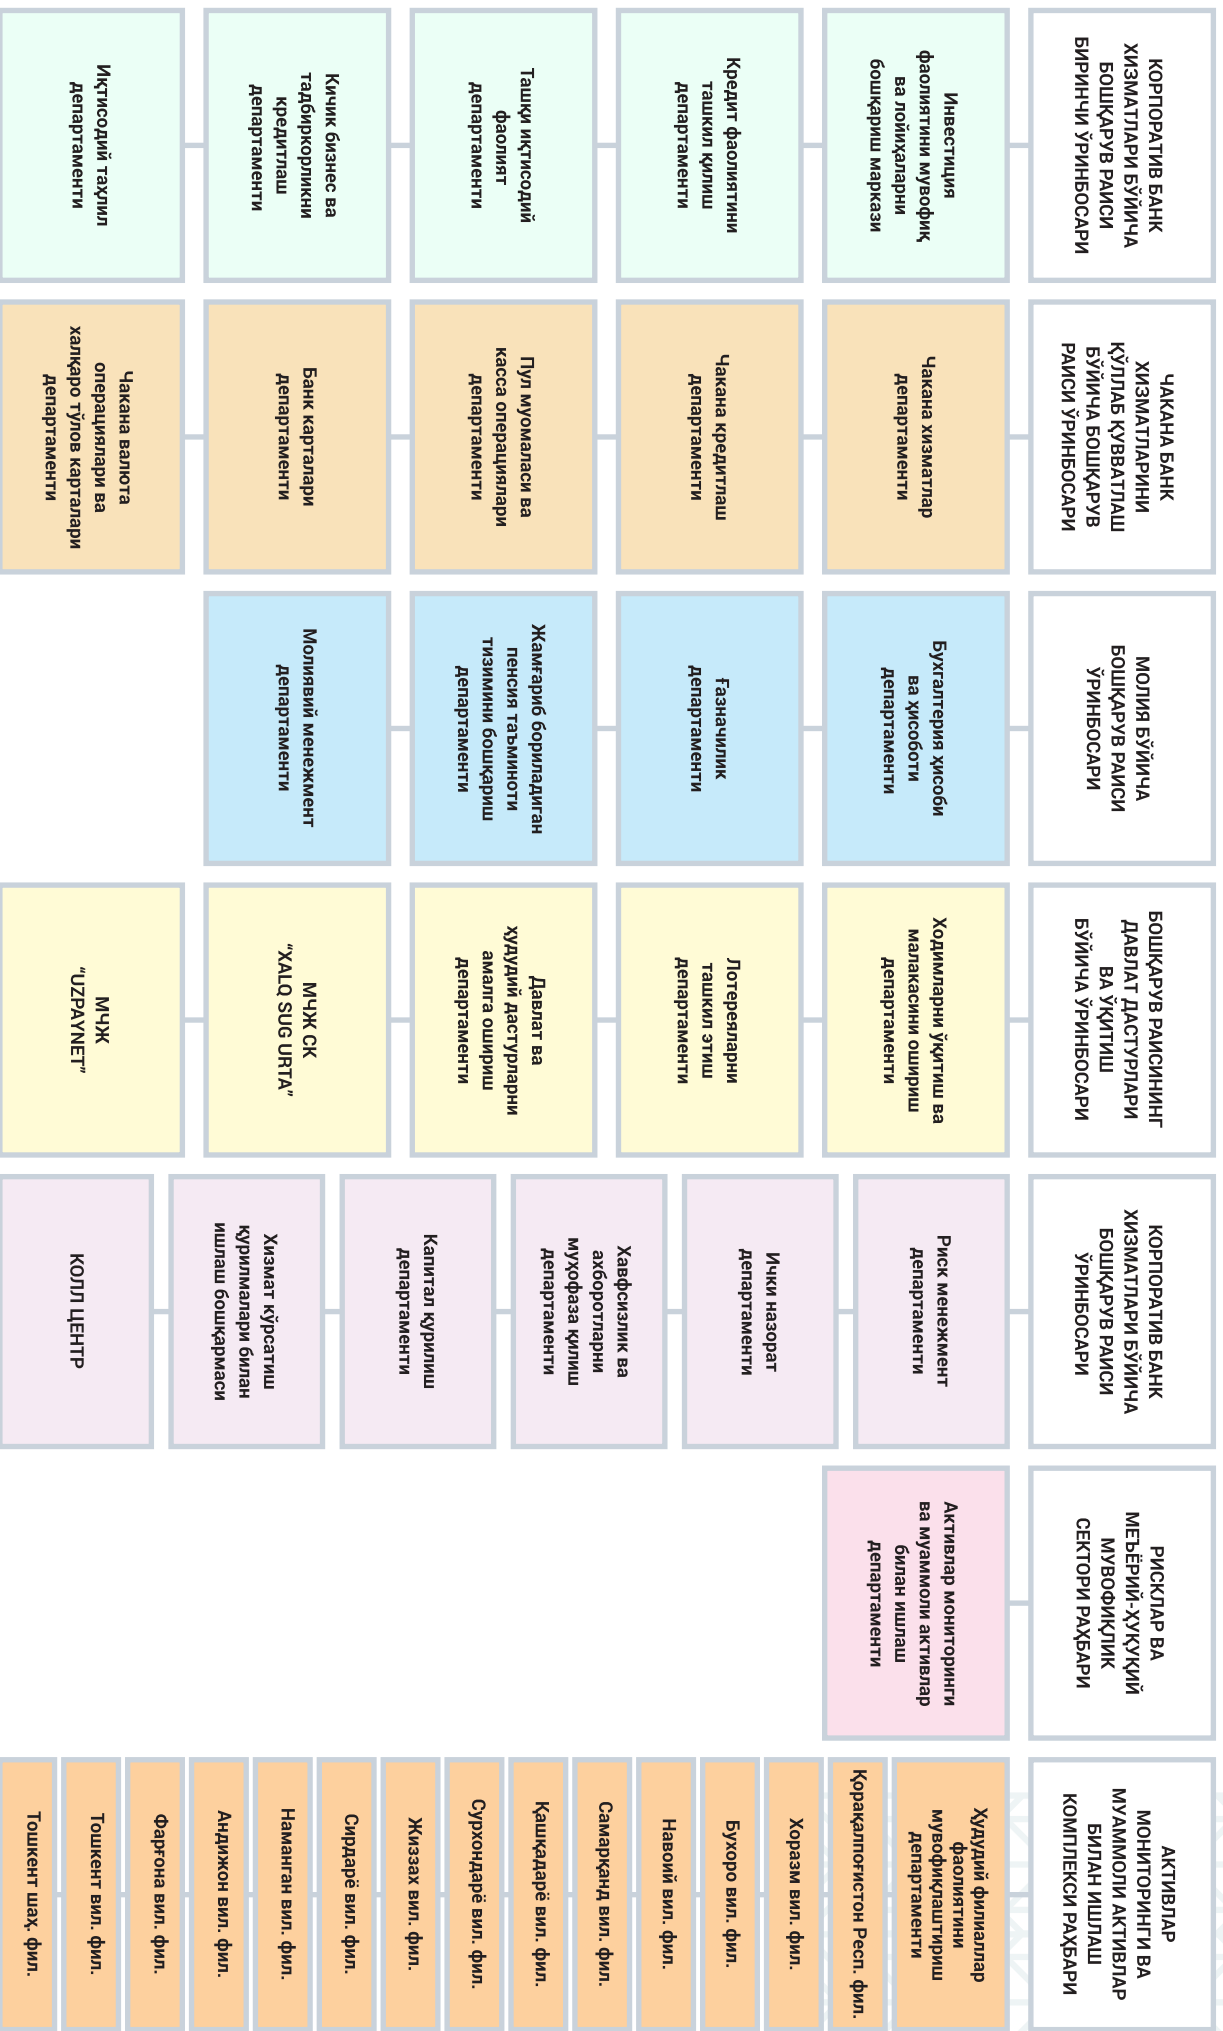 КОРПОРАТИВ БАНК
ХИЗМАТЛАРИ БЎЙИЧА
БОШҚАРУВ РАИСИ
БИРИНЧИ ЎРИНБОСАРИ
Инвестиция
фаолиятини мувофиқ
ва лойиҳаларни
бошқариш маркази
Кредит фаолиятини
ташкил қилиш
департаменти
Ташқи иқтисодий
фаолият
департаменти
Кичик бизнес ва
тадбиркорликни
кредитлаш
департаменти
Иқтисодий таҳлил
департаменти
ЧАКАНА БАНК
ХИЗМАТЛАРИНИ
ҚЎЛЛАБ ҚУВВАТЛАШ
БЎЙИЧА БОШҚАРУВ
РАИСИ ЎРИНБОСАРИ
Чакана хизматлар
департаменти
Чакана кредитлаш
департаменти
Пул муомаласи ва
касса операциялари
департаменти
Банк карталари
департаменти
Чакана валюта
операциялари ва
халқаро тўлов карталари
департаменти
МОЛИЯ БЎЙИЧА
БОШҚАРУВ РАИСИ
ЎРИНБОСАРИ
Бухгалтерия ҳисоби
ва ҳисоботи
департаменти
Ғазначилик
департаменти
Жамғариб бориладиган
пенсия таъминоти
тизимини бошқариш
департаменти
Молиявий менежмент
департаменти
БОШҚАРУВ РАИСИНИНГ
ДАВЛАТ ДАСТУРЛАРИ
ВА ЎҚИТИШ
БЎЙИЧА ЎРИНБОСАРИ
Ходимларни ўқитиш ва
малакасини ошириш
департаменти
Лотереяларни
ташкил этиш
департаменти
Давлат ва
ҳудудий дастурларни
амалга ошириш
департаменти
МЧЖ СК
“XALQ SUG URTA”
МЧЖ
“UZPAYNET”
КОРПОРАТИВ БАНК
ХИЗМАТЛАРИ БЎЙИЧА
БОШҚАРУВ РАИСИ
ЎРИНБОСАРИ
Риск менежмент
департаменти
Ички назорат
департаменти
Хавфсизлик ва
ахборотларни
муҳофаза қилиш
департаменти
Капитал қурилиш
департаменти
Хизмат кўрсатиш
қурилмалари билан
ишлаш бошқармаси
КОЛЛ ЦЕНТР
РИСКЛАР ВА
МЕЪЁРИЙ-ҲУҚУҚИЙ
МУВОФИҚЛИК
СЕКТОРИ РАҲБАРИ
Активлар мониторинги
ва муаммоли активлар
билан ишлаш
департаменти
АКТИВЛАР
МОНИТОРИНГИ ВА
МУАММОЛИ АКТИВЛАР
БИЛАН ИШЛАШ
КОМПЛЕКСИ РАҲБАРИ
Ҳудудий филиаллар
фаолиятини
мувофиқлаштириш
департаменти
Қорақалпоғистон Респ. фил.
Хоразм вил. фил.
Бухоро вил. фил.
Навоий вил. фил.
Самарқанд вил. фил.
Қашқадарё вил. фил.
Сурхондарё вил. фил.
Жиззах вил. фил.
Сирдарё вил. фил.
Наманган вил. фил.
Андижон вил. фил.
Фарғона вил. фил.
Тошкент вил. фил.
Тошкент шаҳ. фил.